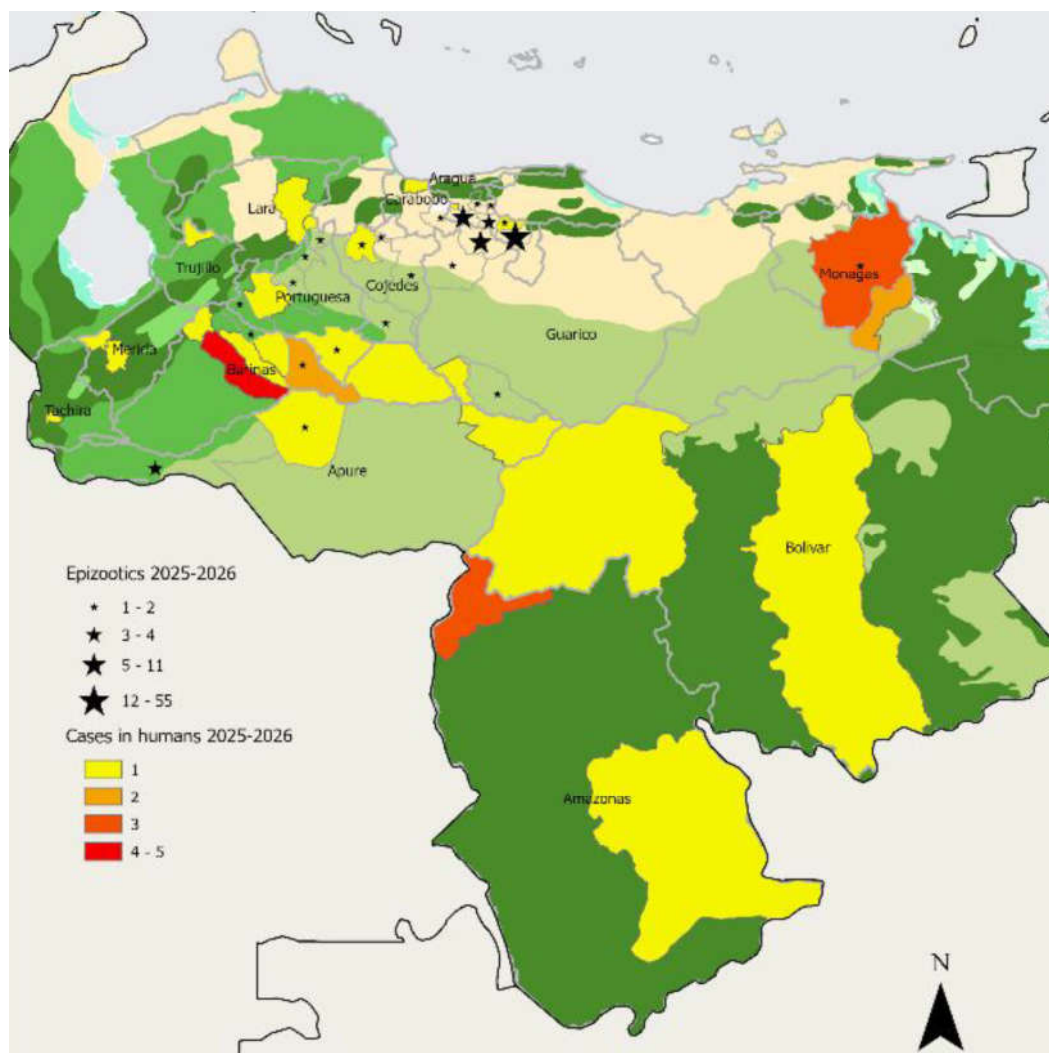 Aragua
Carabobo
Lara
Trujillo
Monagas
Portuguesa
Cojedes
Guarico
Merida
Barinas
Tachira
Apure
Bolivar
Epizootics 2025-2026
1 - 2
3 - 4
5 - 11
12 - 55
Cases in humans 2025-2026
1
2
3
4 - 5
Amazonas
N